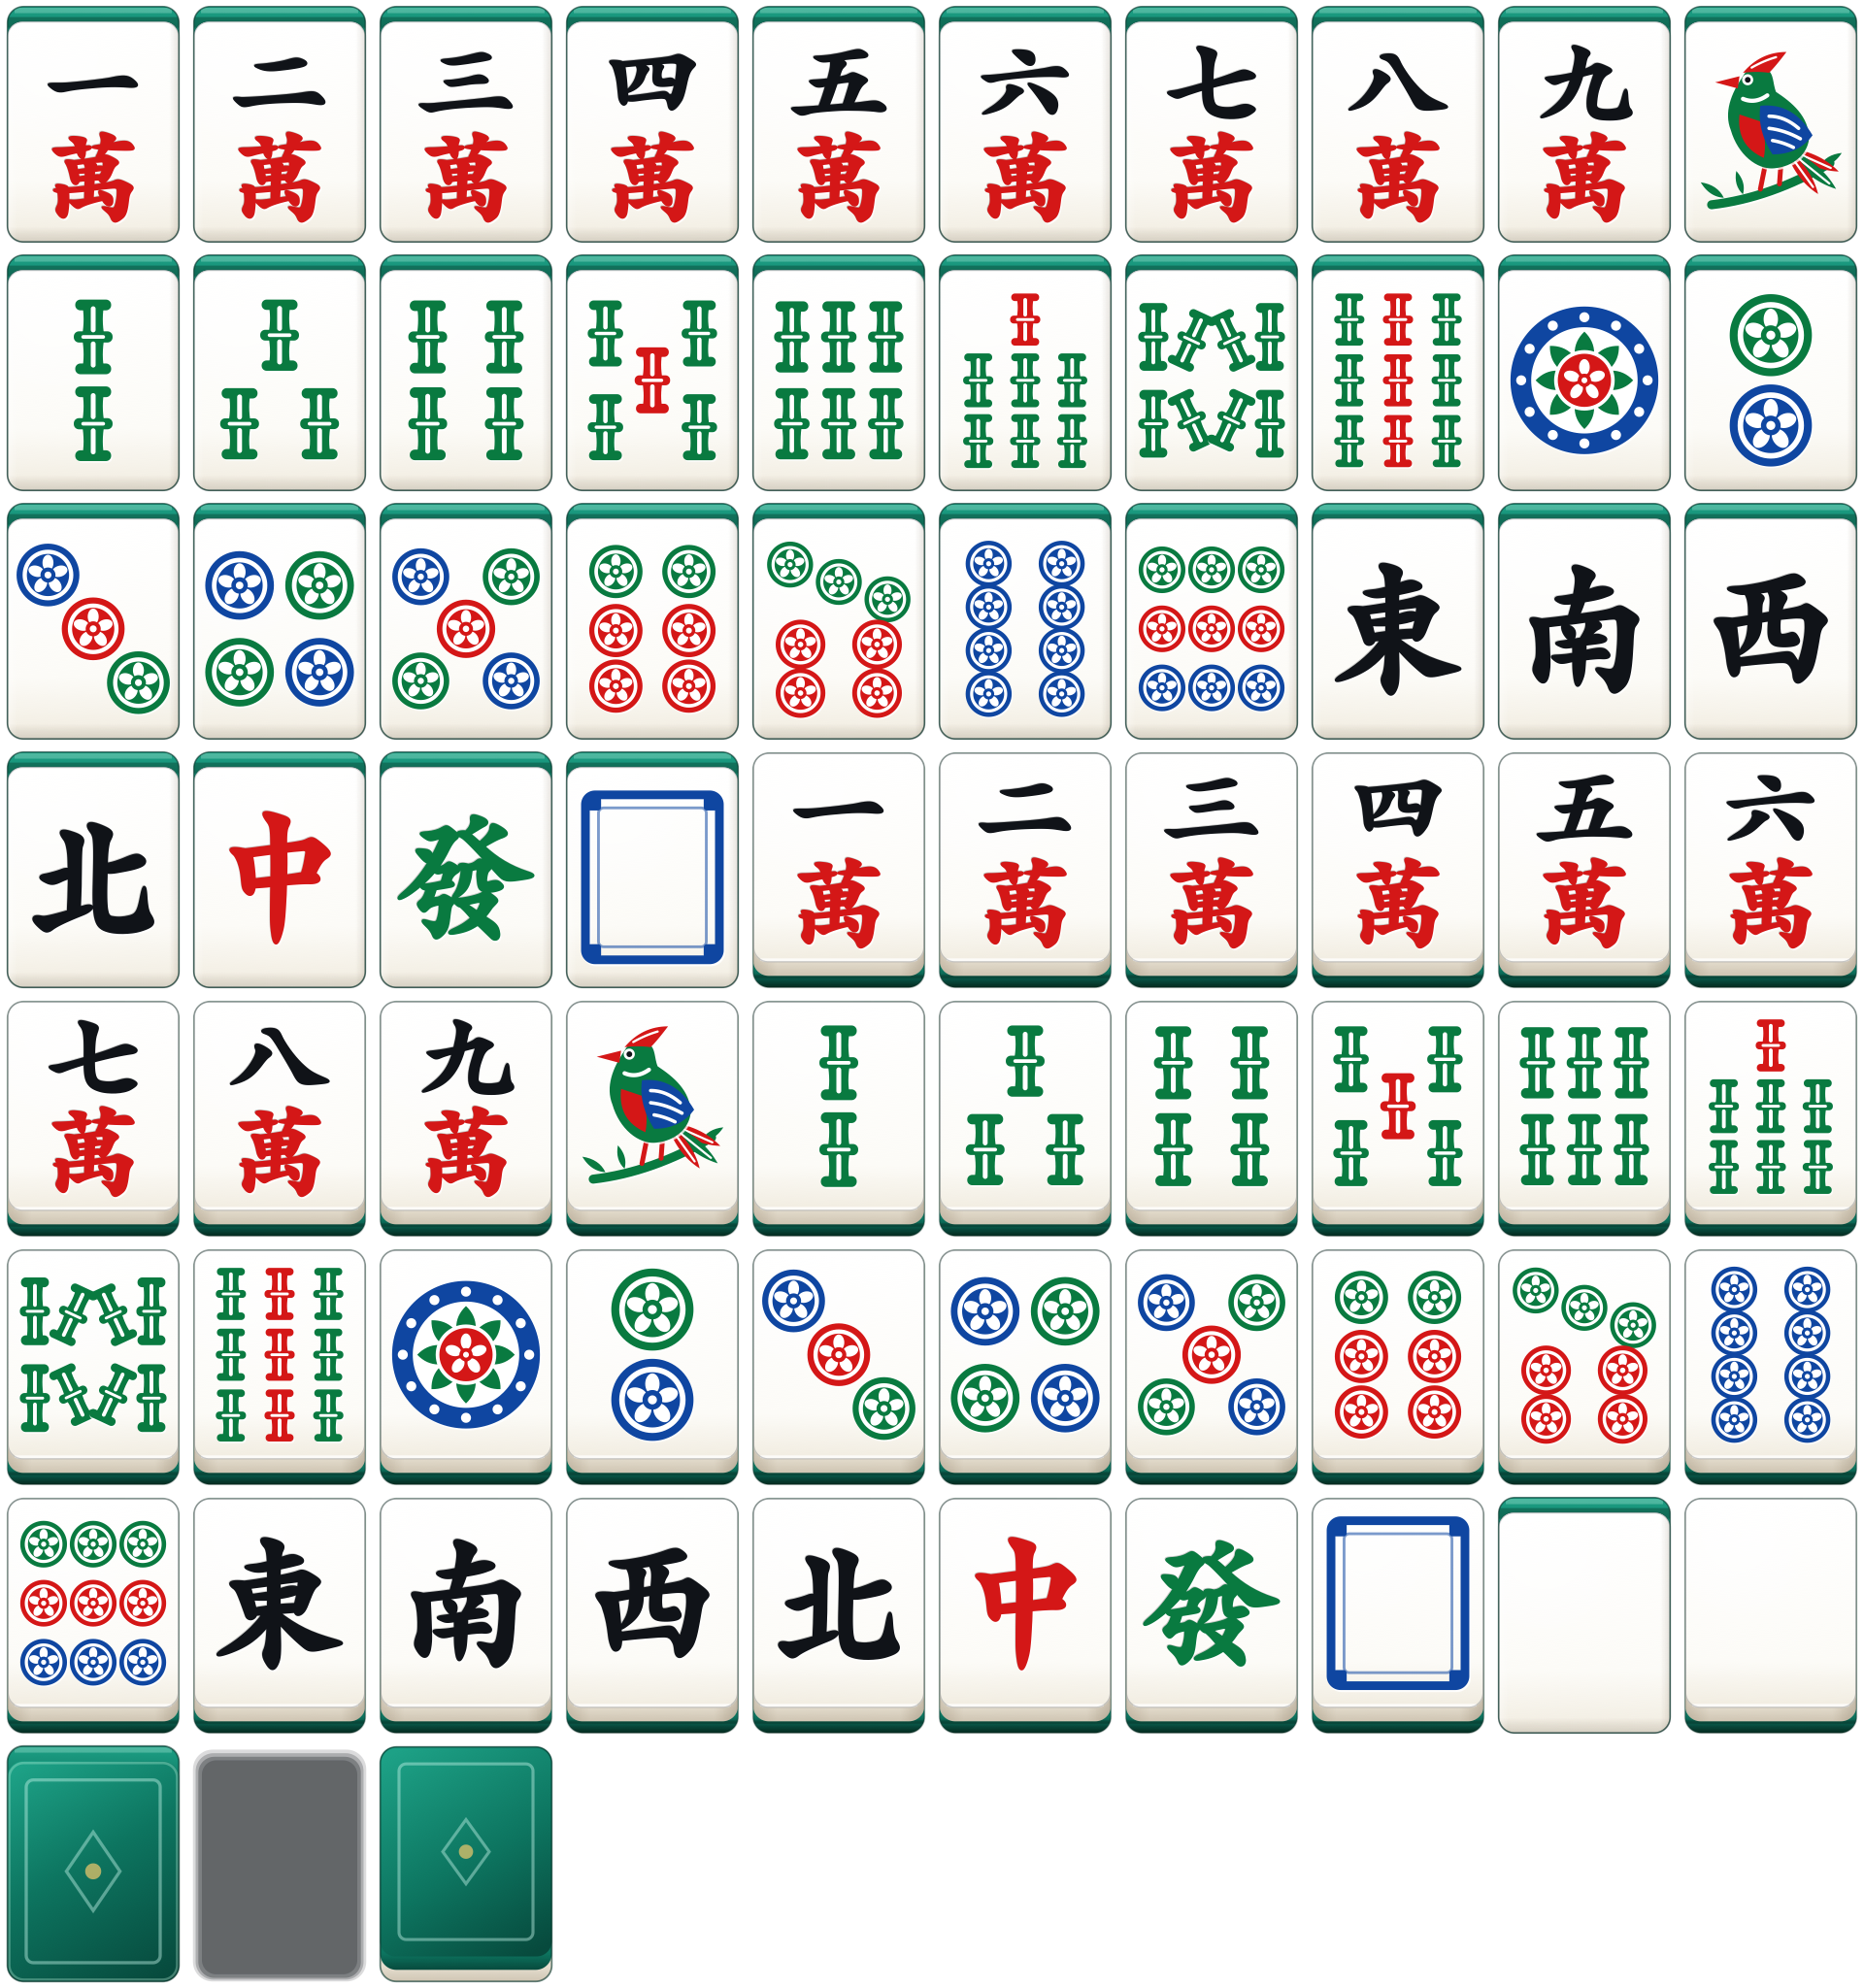 一 二 三 四 五 六 七 八 九
萬 萬 萬 萬 萬 萬 萬 萬 萬
東 南 西
北 中 發
一 二 三 四 五 六
萬 萬 萬 萬 萬 萬
七 八 九
萬 萬 萬
東 南 西 北 中 發